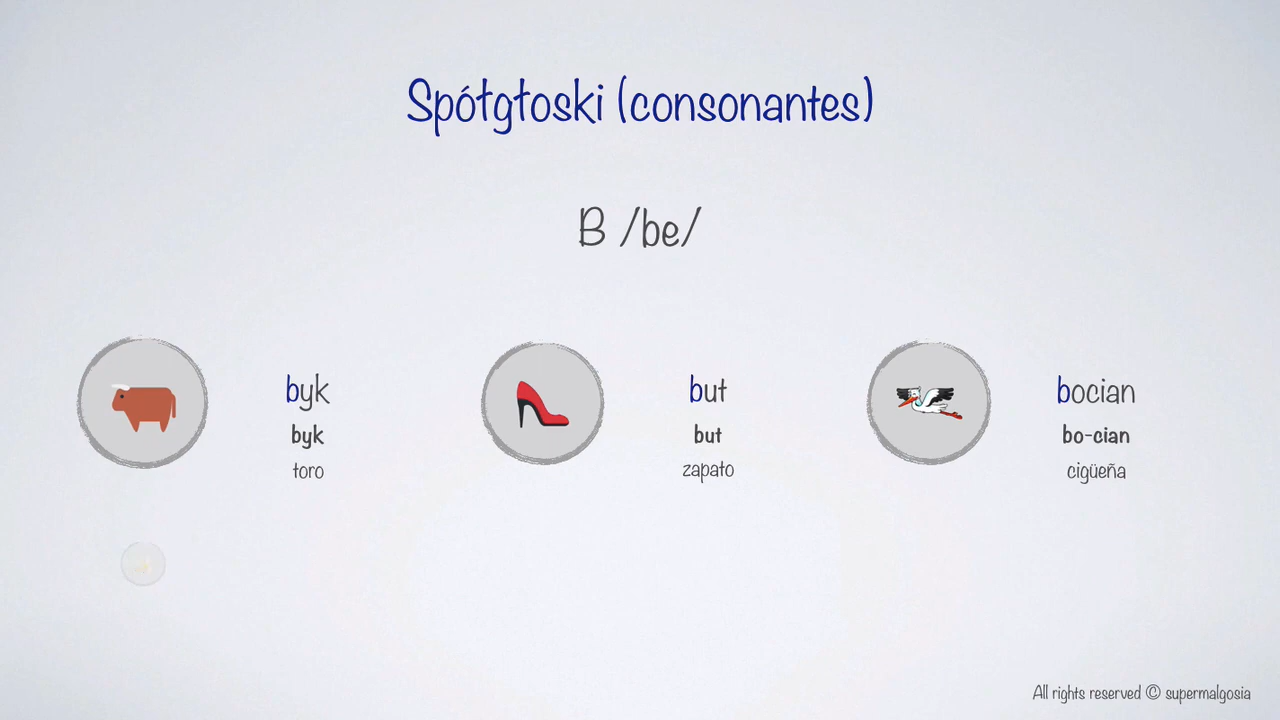 Spółgłoski (consonantes)
B /be/
byk
byk
toro
but
but
zapato
bocian
bo-cian
cigüeña
All rights reserved © supermalgosia